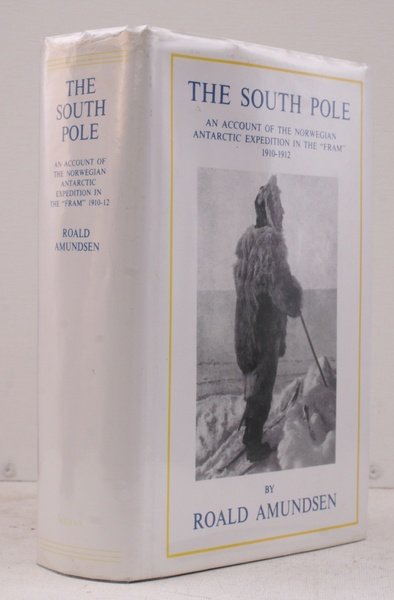 THE
SOUTH
POLE
AN ACCOUNT OF
THE NORWEGIAN
ANTARCTIC
EXPEDITION IN
THE "FRAM" 1910-12
ROALD
AMUNDSEN
THE SOUTH POLE
AN ACCOUNT OF THE NORWEGIAN
ANTARCTIC EXPEDITION IN THE "FRAM"
1910-1912
BY
ROALD AMUNDSEN